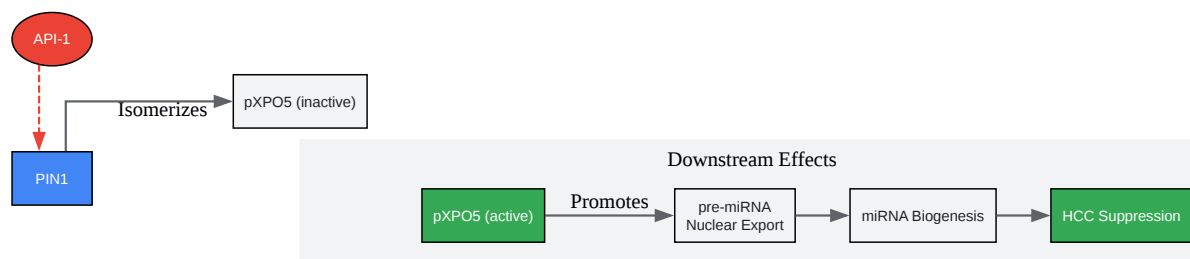 API-1
Isomerizes
pXPO5 (inactive)
PIN1
Downstream Effects
pXPO5 (active)
Promotes
pre-miRNA
Nuclear Export
miRNA Biogenesis
HCC Suppression